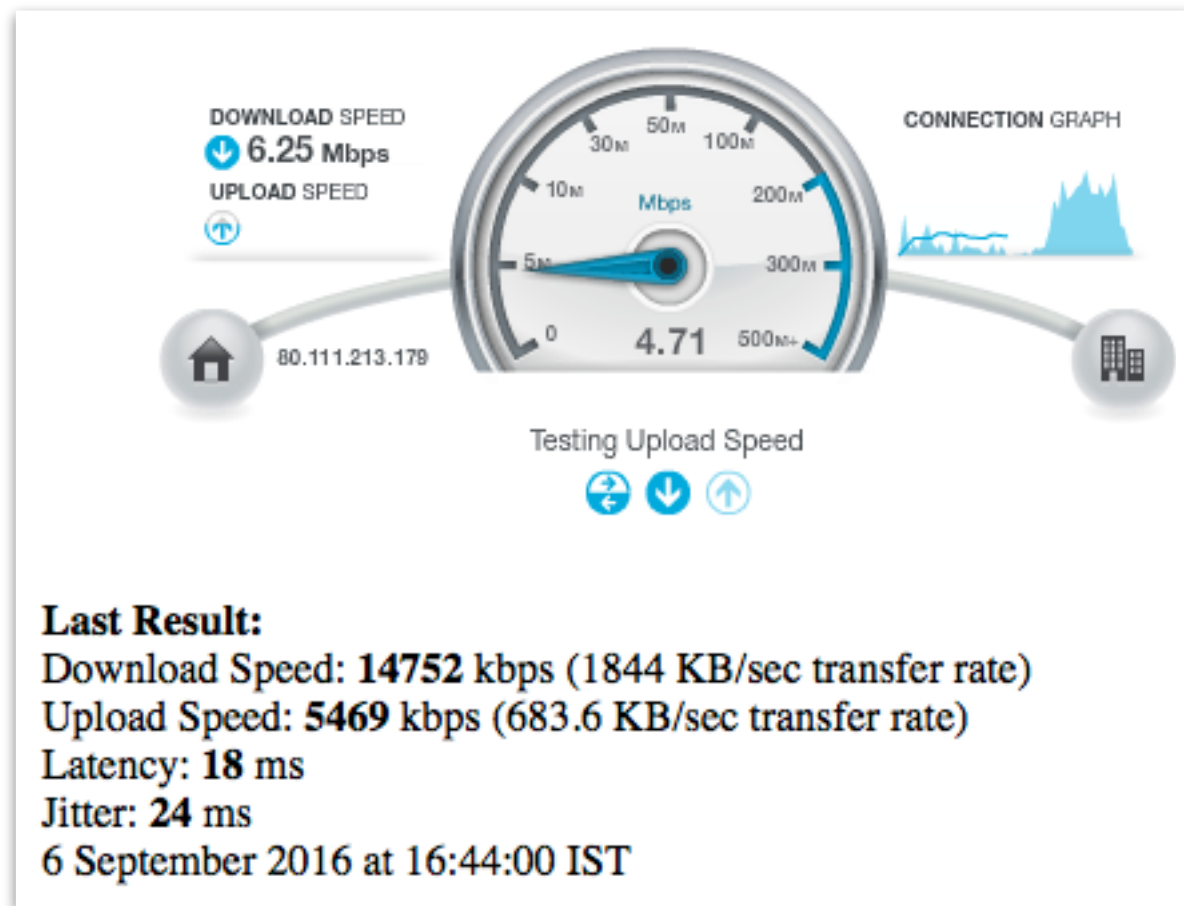 DOWNLOAD SPEED
6.25 Mbps
UPLOAD SPEED
80.111.213.179
0
5M
10M
30M
50M
100M
200M
300M
500M+
Mbps
4.71
CONNECTION GRAPH
Testing Upload Speed
Last Result:
Download Speed: 14752 kbps (1844 KB/sec transfer rate)
Upload Speed: 5469 kbps (683.6 KB/sec transfer rate)
Latency: 18 ms
Jitter: 24 ms
6 September 2016 at 16:44:00 IST